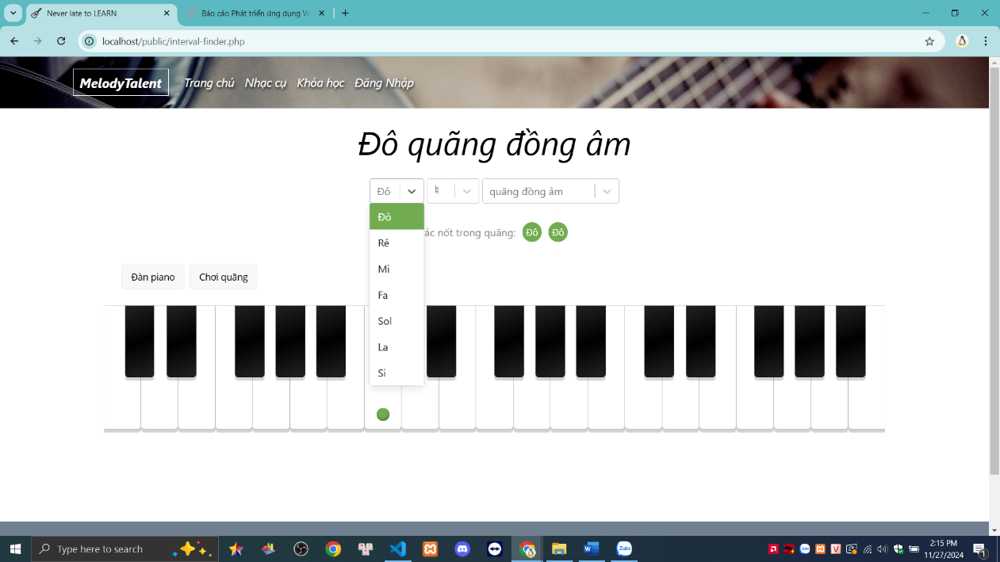 Never late to LEARN
Báo cáo Phát triển ứng dụng W
localhost/public/interval-finder.php
MelodyTalent Trang chủ Nhạc cụ Khóa học Đăng Nhập
Đô quãng đồng âm
Đô ♮ quãng đồng âm
Đô
ác nốt trong quãng: Đô Đô
Rê
Mi
Fa
Sol
La
Si
Đàn piano Chơi quãng
Type here to search
Zalo
2:15 PM
11/27/2024
1